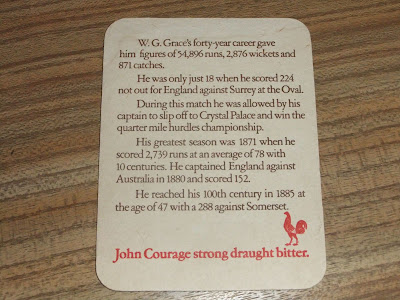 W. G. Grace's forty-year career gave
him figures of 54,896 runs, 2,876 wickets and
871 catches.
He was only just 18 when he scored 224
not out for England against Surrey at the Oval.
During this match he was allowed by his
captain to slip off to Crystal Palace and win the
quarter mile hurdles championship.
His greatest season was 1871 when he
scored 2,739 runs at an average of 78 with
10 centuries. He captained England against
Australia in 1880 and scored 152.
He reached his 100th century in 1885 at
the age of 47 with a 288 against Somerset.
John Courage strong draught bitter.